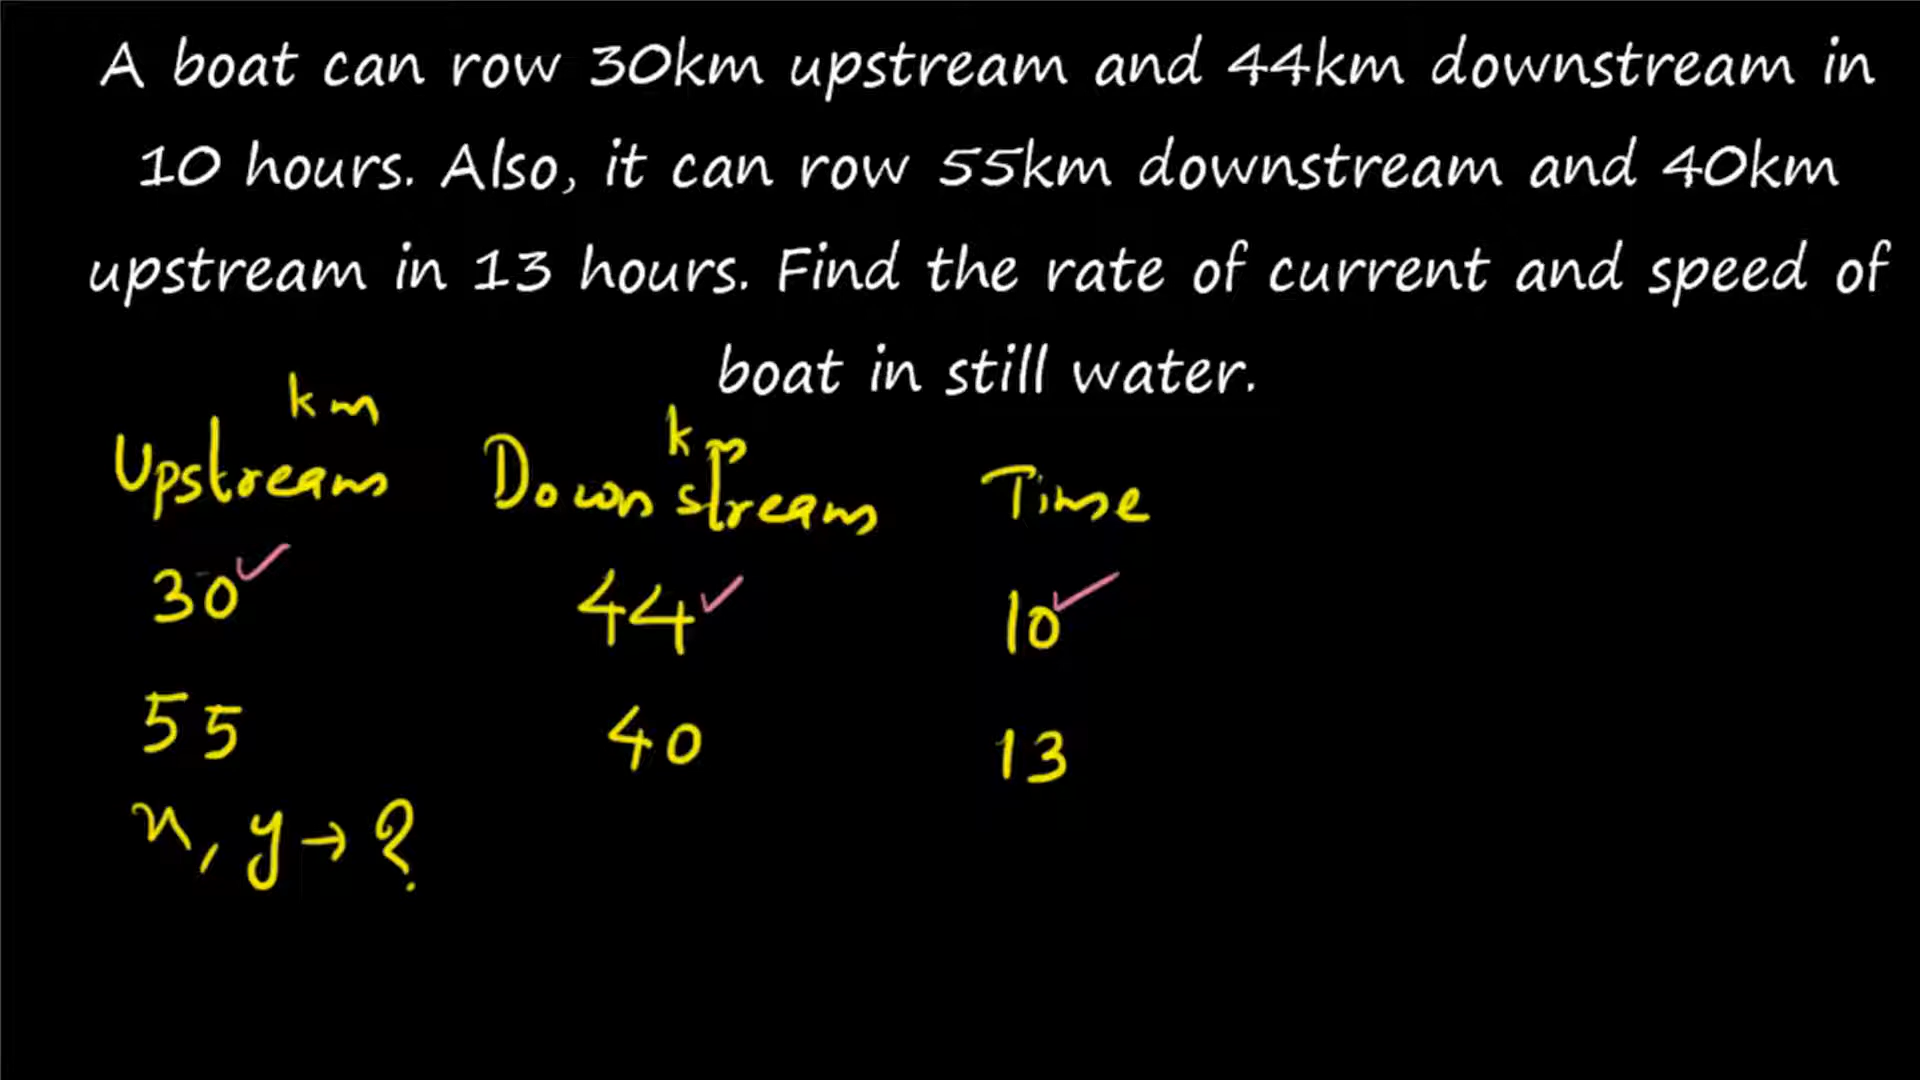 A boat can row 30km upstream and 44km downstream in
10 hours. Also, it can row 55km downstream and 40km
upstream in 13 hours. Find the rate of current and speed of
boat in still water.
km km
Upstream Downstream Time
30 44 10
55 40 13
x, y → ?